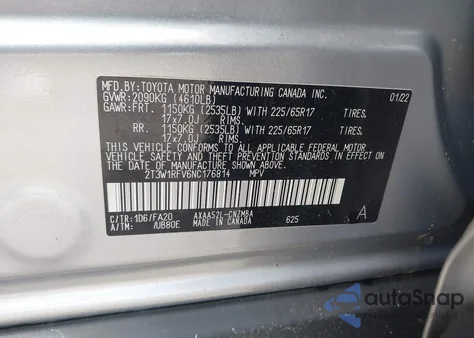 MFD.BY:TOYOTA MOTOR MANUFACTURING CANADA INC. 01/22
GVWR:2090KG (4610LB)
GAWR:FRT. 1150KG (2535LB) WITH 225/65R17 TIRES,
17x7.0J RIMS,
RR. 1150KG (2535LB) WITH 225/65R17 TIRES,
17x7.0J RIMS,
THIS VEHICLE CONFORMS TO ALL APPLICABLE FEDERAL MOTOR
VEHICLE SAFETY AND THEFT PREVENTION STANDARDS IN EFFECT ON
THE DATE OF MANUFACTURE SHOWN ABOVE.
2T3W1RFV6NC176814 MPV
C/TR:1D6/FA20 AXAA52L-CNZMBA 625 A
A/TM: /UB80E MADE IN CANADA
autoSnap